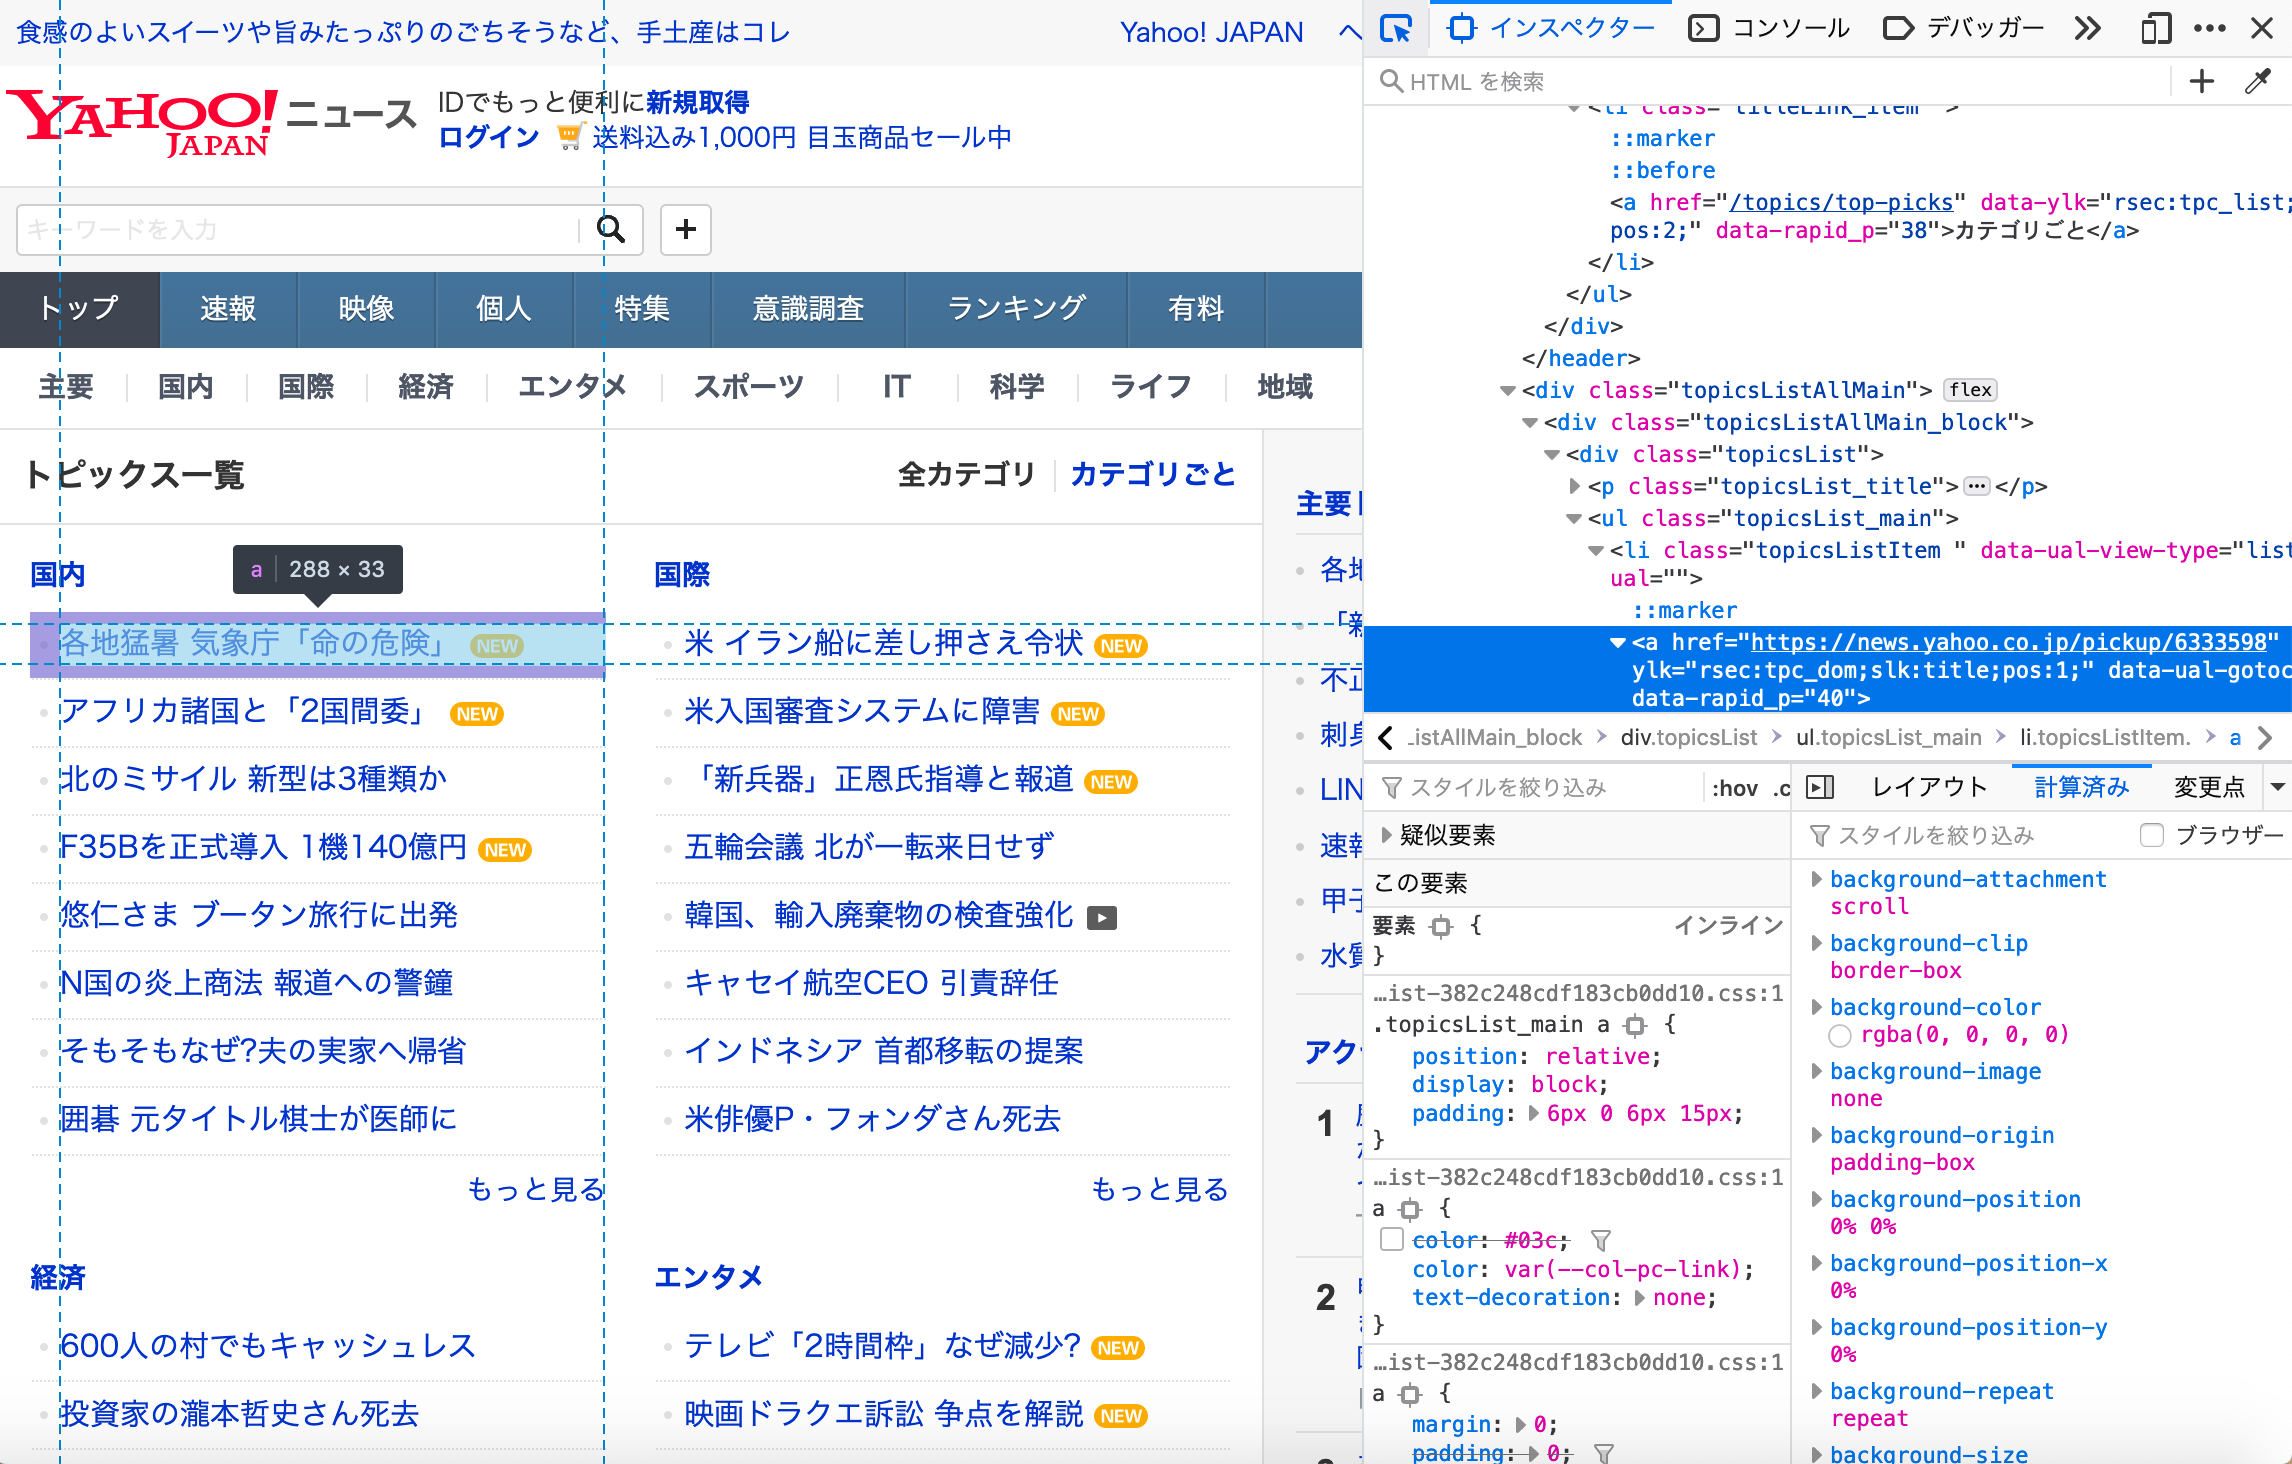 食感のよいスイーツや旨みたっぷりのごちそうなど、手土産はコレ
Yahoo! JAPAN
ヘ
YAHOO! JAPAN ニュース
IDでもっと便利に新規取得
ログイン 送料込み1,000円 目玉商品セール中
キーワードを入力
トップ 速報 映像 個人 特集 意識調査 ランキング 有料
主要 国内 国際 経済 エンタメ スポーツ IT 科学 ライフ 地域
トピックス一覧
全カテゴリ カテゴリごと
a 288 × 33
国内
各地猛暑 気象庁「命の危険」 NEW
アフリカ諸国と「2国間委」 NEW
北のミサイル 新型は3種類か
F35Bを正式導入 1機140億円 NEW
悠仁さま ブータン旅行に出発
N国の炎上商法 報道への警鐘
そもそもなぜ?夫の実家へ帰省
囲碁 元タイトル棋士が医師に
もっと見る
国際
米 イラン船に差し押さえ令状 NEW
米入国審査システムに障害 NEW
「新兵器」正恩氏指導と報道 NEW
五輪会議 北が一転来日せず
韓国、輸入廃棄物の検査強化
キャセイ航空CEO 引責辞任
インドネシア 首都移転の提案
米俳優P・フォンダさん死去
もっと見る
経済
600人の村でもキャッシュレス
投資家の瀧本哲史さん死去
エンタメ
テレビ「2時間枠」なぜ減少? NEW
映画ドラクエ訴訟 争点を解説 NEW
主要
各地
「新
不正
刺身
LIN
速報
甲子
水質
アク
1
2
インスペクター コンソール デバッガー
HTML を検索
<li class="titleLink_item ">
::marker
::before
<a href="/topics/top-picks" data-ylk="rsec:tpc_list;
pos:2;" data-rapid_p="38">カテゴリごと</a>
</li>
</ul>
</div>
</header>
<div class="topicsListAllMain"> flex
<div class="topicsListAllMain_block">
<div class="topicsList">
<p class="topicsList_title">…</p>
<ul class="topicsList_main">
<li class="topicsListItem " data-ual-view-type="list
ual="">
::marker
<a href="https://news.yahoo.co.jp/pickup/6333598"
ylk="rsec:tpc_dom;slk:title;pos:1;" data-ual-gotoc
data-rapid_p="40">
.istAllMain_block div.topicsList ul.topicsList_main li.topicsListItem. a
スタイルを絞り込み :hov .c
疑似要素
この要素
要素 { インライン
}
…ist-382c248cdf183cb0dd10.css:1
.topicsList_main a {
position: relative;
display: block;
padding: 6px 0 6px 15px;
}
…ist-382c248cdf183cb0dd10.css:1
a {
color: #03c;
color: var(--col-pc-link);
text-decoration: none;
}
…ist-382c248cdf183cb0dd10.css:1
a {
margin: 0;
padding: 0;
レイアウト 計算済み 変更点
スタイルを絞り込み ブラウザー
background-attachment
scroll
background-clip
border-box
background-color
rgba(0, 0, 0, 0)
background-image
none
background-origin
padding-box
background-position
0% 0%
background-position-x
0%
background-position-y
0%
background-repeat
repeat
background-size